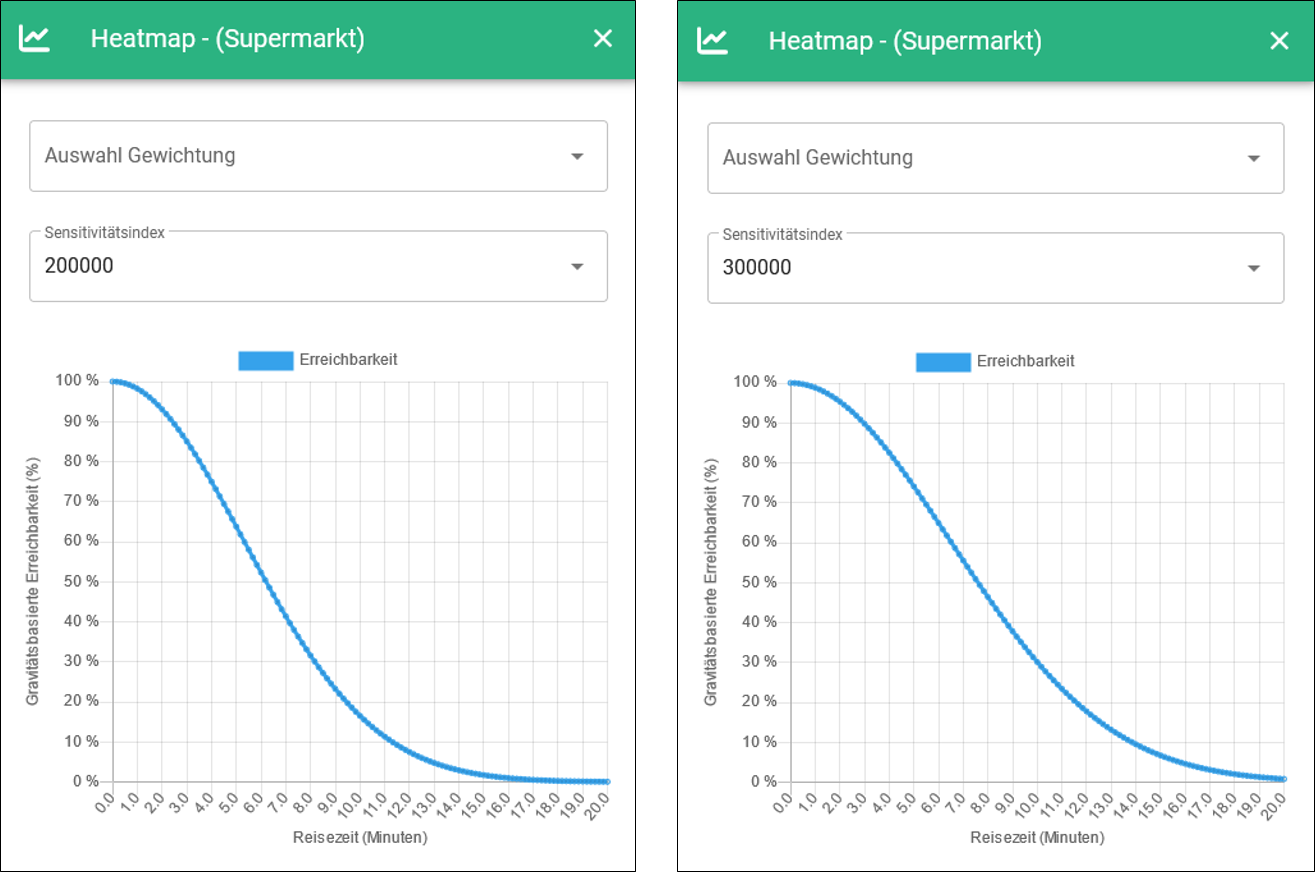 Heatmap - (Supermarkt)
Auswahl Gewichtung
Sensitivitätsindex
200000
Erreichbarkeit
Gravitätsbasierte Erreichbarkeit (%)
100 %
90 %
80 %
70 %
60 %
50 %
40 %
30 %
20 %
10 %
0 %
0.0 1.0 2.0 3.0 4.0 5.0 6.0 7.0 8.0 9.0 10.0 11.0 12.0 13.0 14.0 15.0 16.0 17.0 18.0 19.0 20.0
Reisezeit (Minuten)
Heatmap - (Supermarkt)
Auswahl Gewichtung
Sensitivitätsindex
300000
Erreichbarkeit
Gravitätsbasierte Erreichbarkeit (%)
100 %
90 %
80 %
70 %
60 %
50 %
40 %
30 %
20 %
10 %
0 %
0.0 1.0 2.0 3.0 4.0 5.0 6.0 7.0 8.0 9.0 10.0 11.0 12.0 13.0 14.0 15.0 16.0 17.0 18.0 19.0 20.0
Reisezeit (Minuten)